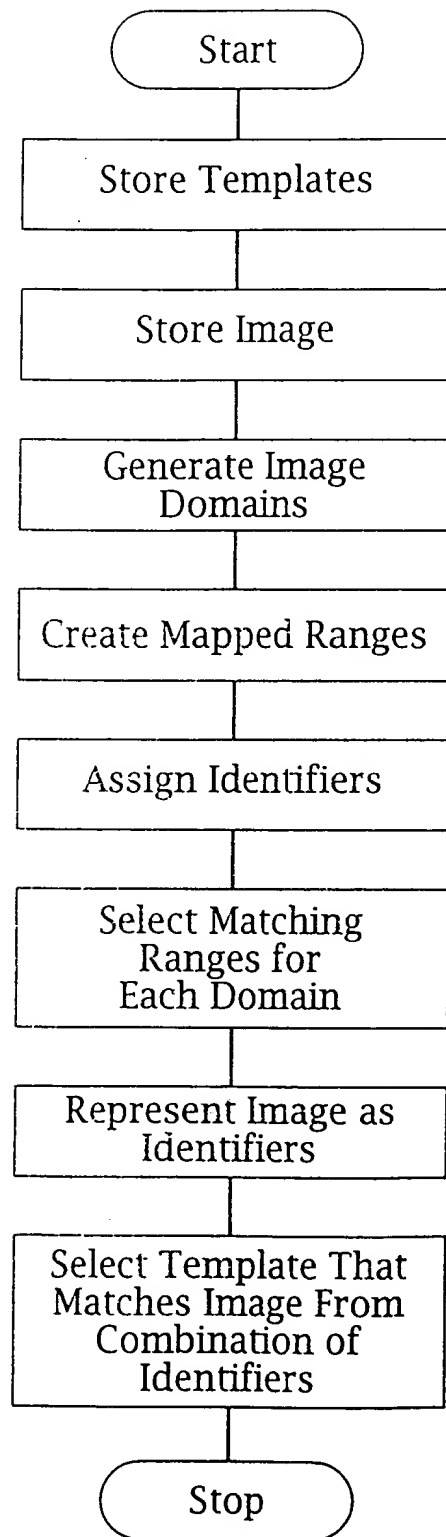 Start
Store Templates
Store Image
Generate Image
Domains
Create Mapped Ranges
Assign Identifiers
Select Matching
Ranges for
Each Domain
Represent Image as
Identifiers
Select Template That
Matches Image From
Combination of
Identifiers
Stop